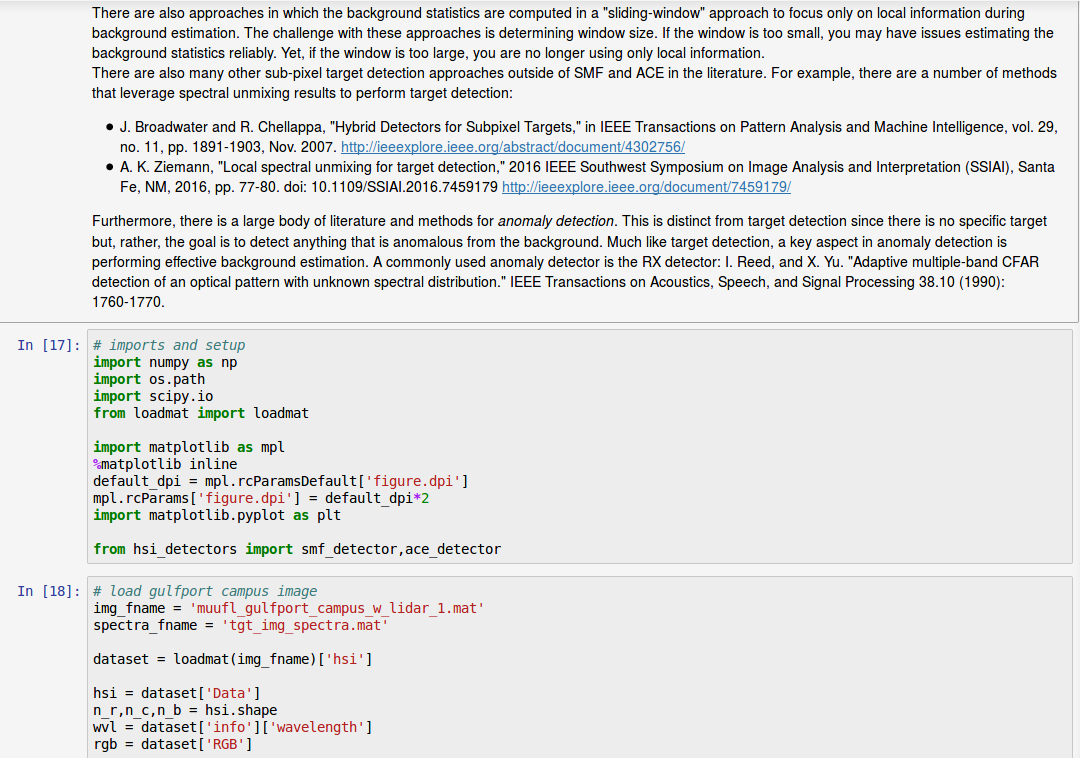 There are also approaches in which the background statistics are computed in a "sliding-window" approach to focus only on local information during
background estimation. The challenge with these approaches is determining window size. If the window is too small, you may have issues estimating the
background statistics reliably. Yet, if the window is too large, you are no longer using only local information.
There are also many other sub-pixel target detection approaches outside of SMF and ACE in the literature. For example, there are a number of methods
that leverage spectral unmixing results to perform target detection:
● J. Broadwater and R. Chellappa, "Hybrid Detectors for Subpixel Targets," in IEEE Transactions on Pattern Analysis and Machine Intelligence, vol. 29,
no. 11, pp. 1891-1903, Nov. 2007. http://ieeexplore.ieee.org/abstract/document/4302756/
● A. K. Ziemann, "Local spectral unmixing for target detection," 2016 IEEE Southwest Symposium on Image Analysis and Interpretation (SSIAI), Santa
Fe, NM, 2016, pp. 77-80. doi: 10.1109/SSIAI.2016.7459179 http://ieeexplore.ieee.org/document/7459179/
Furthermore, there is a large body of literature and methods for anomaly detection. This is distinct from target detection since there is no specific target
but, rather, the goal is to detect anything that is anomalous from the background. Much like target detection, a key aspect in anomaly detection is
performing effective background estimation. A commonly used anomaly detector is the RX detector: I. Reed, and X. Yu. "Adaptive multiple-band CFAR
detection of an optical pattern with unknown spectral distribution." IEEE Transactions on Acoustics, Speech, and Signal Processing 38.10 (1990):
1760-1770.
In [17]: # imports and setup
import numpy as np
import os.path
import scipy.io
from loadmat import loadmat
import matplotlib as mpl
%matplotlib inline
default_dpi = mpl.rcParamsDefault['figure.dpi']
mpl.rcParams['figure.dpi'] = default_dpi*2
import matplotlib.pyplot as plt
from hsi_detectors import smf_detector,ace_detector
In [18]: # load gulfport campus image
img_fname = 'muufl_gulfport_campus_w_lidar_1.mat'
spectra_fname = 'tgt_img_spectra.mat'
dataset = loadmat(img_fname)['hsi']
hsi = dataset['Data']
n_r,n_c,n_b = hsi.shape
wvl = dataset['info']['wavelength']
rgb = dataset['RGB']